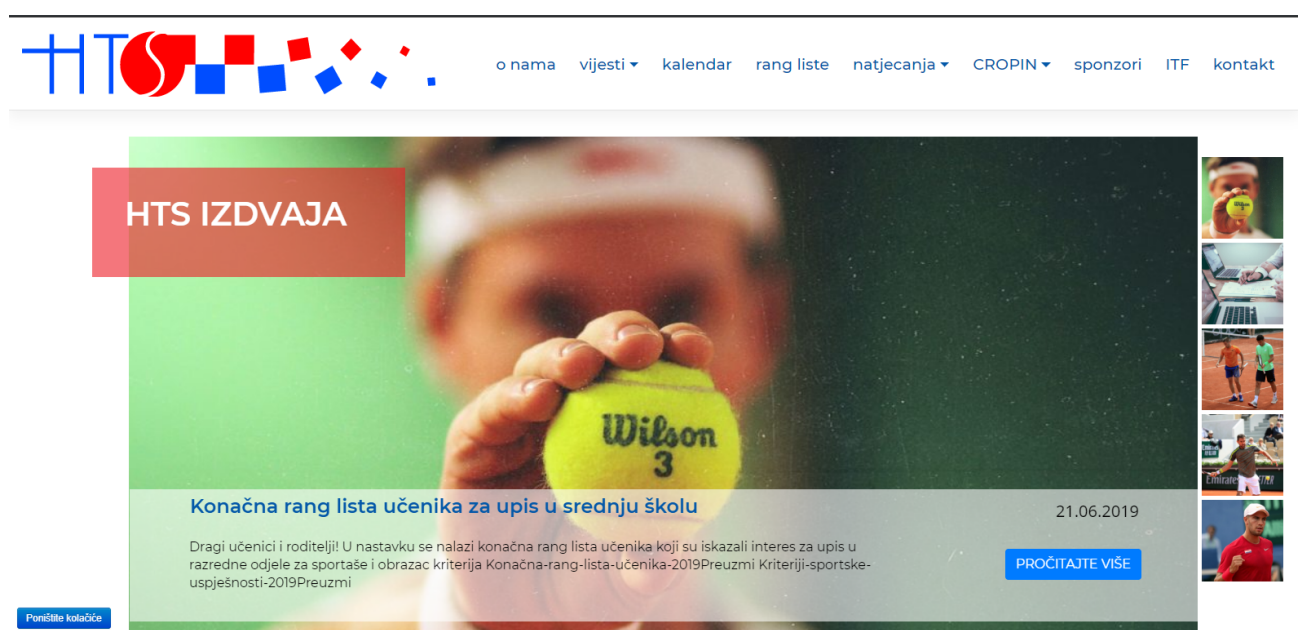 HTS
o nama vijesti kalendar rang liste natjecanja CROPIN sponzori ITF kontakt
HTS IZDVAJA
Wilson
3
Konačna rang lista učenika za upis u srednju školu
21.06.2019
Dragi učenici i roditelji! U nastavku se nalazi konačna rang lista učenika koji su iskazali interes za upis u
razredne odjele za sportaše i obrazac kriterija Konačna-rang-lista-učenika-2019Preuzmi Kriteriji-sportske-
uspješnosti-2019Preuzmi
PROČITAJTE VIŠE
Poništite kolačiće